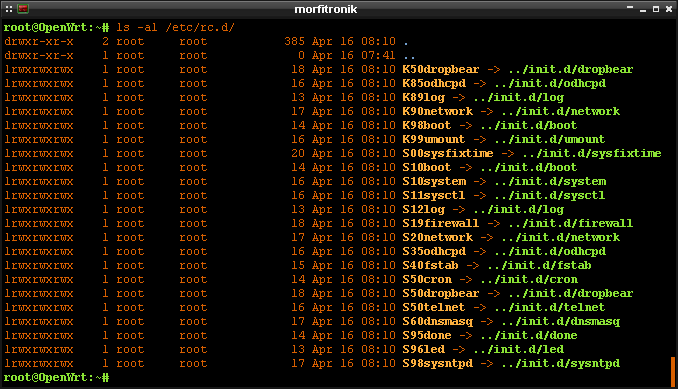 morfitronik
root@OpenWrt:~# ls -al /etc/rc.d/
drwxr-xr-x    2 root     root           385 Apr 16 08:10 .
drwxr-xr-x    1 root     root             0 Apr 16 07:41 ..
lrwxrwxrwx    1 root     root            18 Apr 16 08:10 K50dropbear -> ../init.d/dropbear
lrwxrwxrwx    1 root     root            16 Apr 16 08:10 K85odhcpd -> ../init.d/odhcpd
lrwxrwxrwx    1 root     root            13 Apr 16 08:10 K89log -> ../init.d/log
lrwxrwxrwx    1 root     root            17 Apr 16 08:10 K90network -> ../init.d/network
lrwxrwxrwx    1 root     root            14 Apr 16 08:10 K98boot -> ../init.d/boot
lrwxrwxrwx    1 root     root            16 Apr 16 08:10 K99umount -> ../init.d/umount
lrwxrwxrwx    1 root     root            20 Apr 16 08:10 S00sysfixtime -> ../init.d/sysfixtime
lrwxrwxrwx    1 root     root            14 Apr 16 08:10 S10boot -> ../init.d/boot
lrwxrwxrwx    1 root     root            16 Apr 16 08:10 S10system -> ../init.d/system
lrwxrwxrwx    1 root     root            16 Apr 16 08:10 S11sysctl -> ../init.d/sysctl
lrwxrwxrwx    1 root     root            13 Apr 16 08:10 S12log -> ../init.d/log
lrwxrwxrwx    1 root     root            18 Apr 16 08:10 S19firewall -> ../init.d/firewall
lrwxrwxrwx    1 root     root            17 Apr 16 08:10 S20network -> ../init.d/network
lrwxrwxrwx    1 root     root            16 Apr 16 08:10 S35odhcpd -> ../init.d/odhcpd
lrwxrwxrwx    1 root     root            15 Apr 16 08:10 S40fstab -> ../init.d/fstab
lrwxrwxrwx    1 root     root            14 Apr 16 08:10 S50cron -> ../init.d/cron
lrwxrwxrwx    1 root     root            18 Apr 16 08:10 S50dropbear -> ../init.d/dropbear
lrwxrwxrwx    1 root     root            16 Apr 16 08:10 S50telnet -> ../init.d/telnet
lrwxrwxrwx    1 root     root            17 Apr 16 08:10 S60dnsmasq -> ../init.d/dnsmasq
lrwxrwxrwx    1 root     root            14 Apr 16 08:10 S95done -> ../init.d/done
lrwxrwxrwx    1 root     root            13 Apr 16 08:10 S96led -> ../init.d/led
lrwxrwxrwx    1 root     root            17 Apr 16 08:10 S98sysntpd -> ../init.d/sysntpd
root@OpenWrt:~#